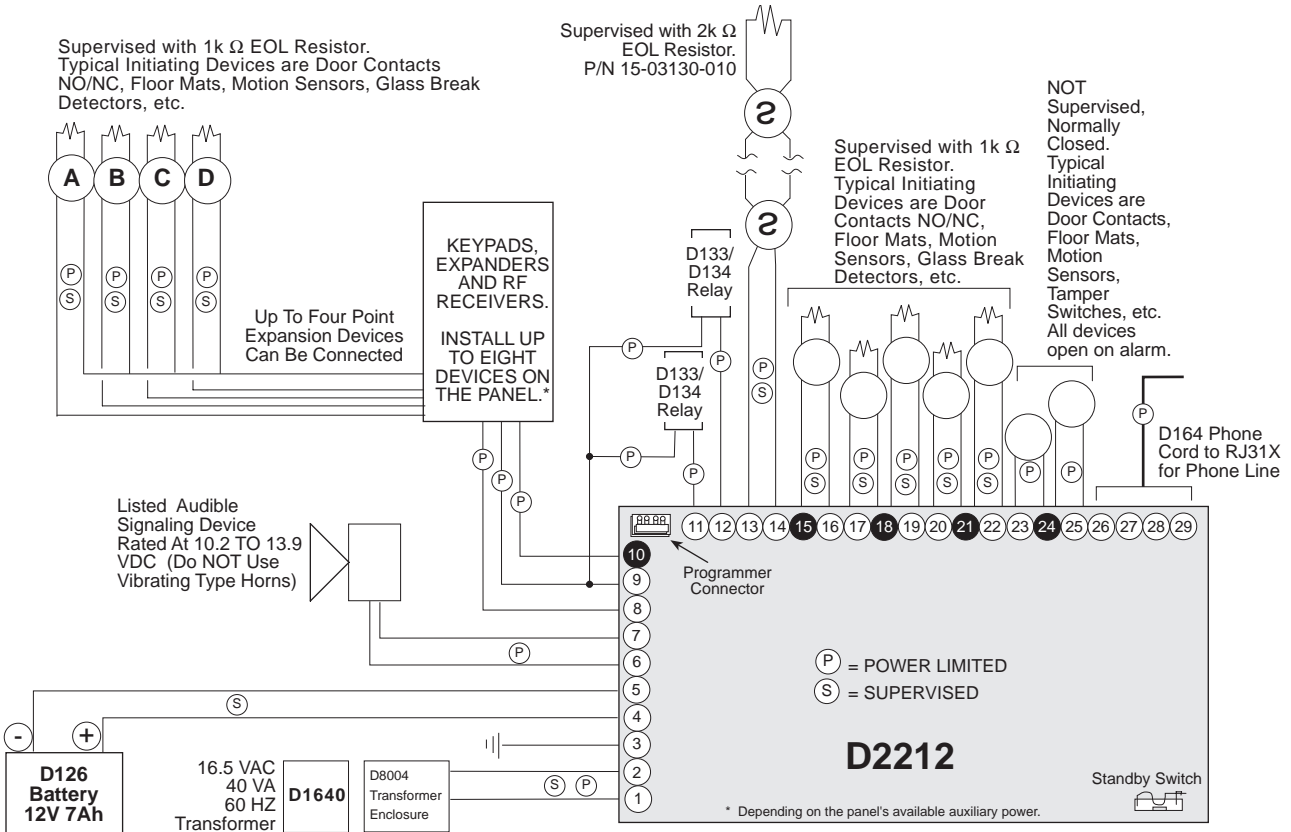 Supervised with 1k Ω EOL Resistor.
Typical Initiating Devices are Door Contacts
NO/NC, Floor Mats, Motion Sensors, Glass Break
Detectors, etc.
A B C D
P P P P
S S S S
Up To Four Point
Expansion Devices
Can Be Connected
KEYPADS,
EXPANDERS
AND RF
RECEIVERS.
INSTALL UP
TO EIGHT
DEVICES ON
THE PANEL.*
P
P
P
Supervised with 2k Ω
EOL Resistor.
P/N 15-03130-010
S
S
D133/
D134
Relay
P
P
D133/
D134
Relay
P
P
P
S
Supervised with 1k Ω
EOL Resistor.
Typical Initiating
Devices are Door
Contacts NO/NC,
Floor Mats, Motion
Sensors, Glass Break
Detectors, etc.
P P P P P
S S S S S
NOT
Supervised,
Normally
Closed.
Typical
Initiating
Devices are
Door Contacts,
Floor Mats,
Motion
Sensors,
Tamper
Switches, etc.
All devices
open on alarm.
P P
P
D164 Phone
Cord to RJ31X
for Phone Line
11 12 13 14 15 16 17 18 19 20 21 22 23 24 25 26 27 28 29
Programmer
Connector
10
9
8
7
6
5
4
3
2
1
Listed Audible
Signaling Device
Rated At 10.2 TO 13.9
VDC (Do NOT Use
Vibrating Type Horns)
P
S
- +
D126
Battery
12V 7Ah
16.5 VAC
40 VA
60 HZ
Transformer
D1640
D8004
Transformer
Enclosure
S P
P = POWER LIMITED
S = SUPERVISED
D2212
Standby Switch
* Depending on the panel's available auxiliary power.